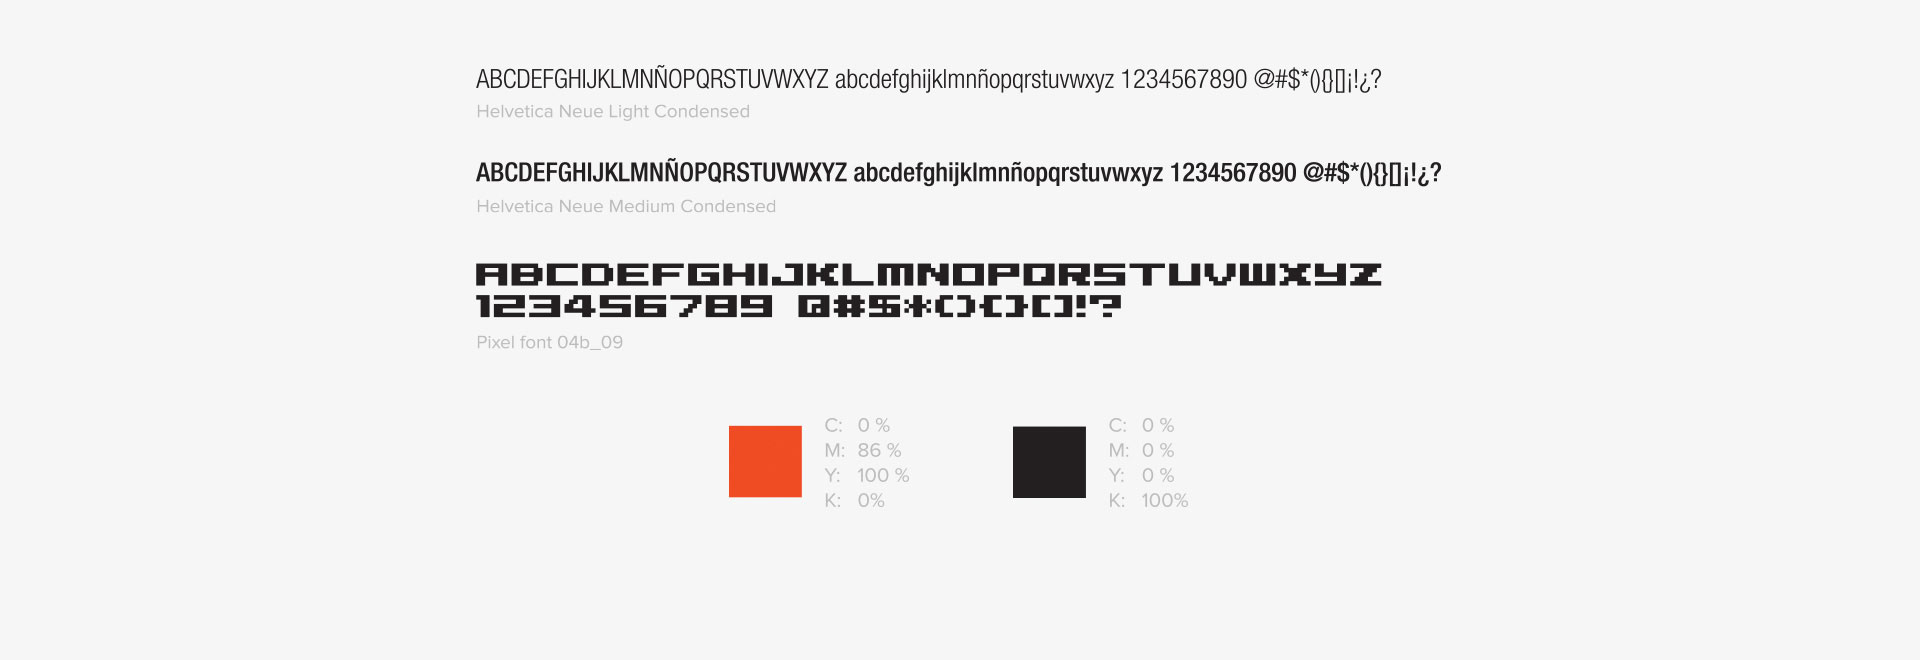 ABCDEFGHIJKLMNÑOPQRSTUVWXYZ abcdefghijklmnñopqrstuvwxyz 1234567890 @#$*(){}[]¡!¿?
Helvetica Neue Light Condensed
ABCDEFGHIJKLMNÑOPQRSTUVWXYZ abcdefghijklmnñopqrstuvwxyz 1234567890 @#$*(){}[]¡!¿?
Helvetica Neue Medium Condensed
ABCDEFGHIJKLMNOPQRSTUVWXYZ
123456789 @#$*(){}[]!?
Pixel font 04b_09
C: 0 %
M: 86 %
Y: 100 %
K: 0%
C: 0 %
M: 0 %
Y: 0 %
K: 100%